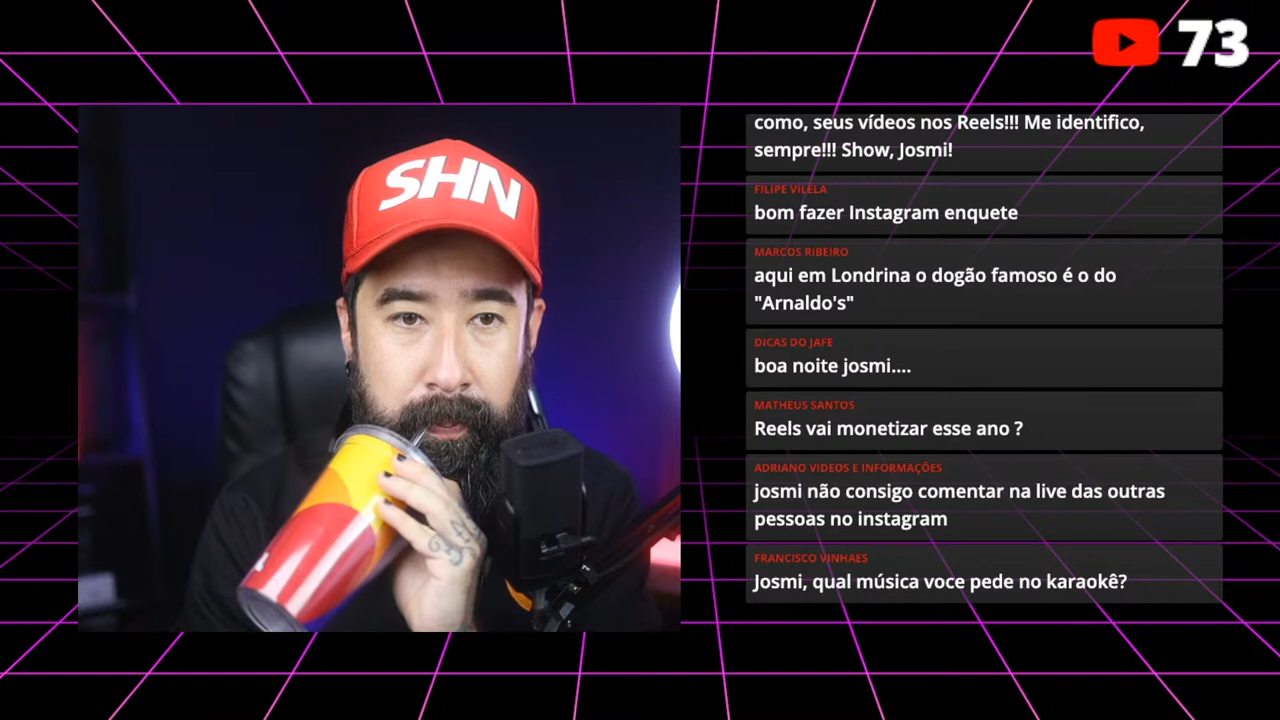 73
SHN
como, seus vídeos nos Reels!!! Me identifico,
sempre!!! Show, Josmi!
FILIPE VILELA
bom fazer Instagram enquete
MARCOS RIBEIRO
aqui em Londrina o dogão famoso é o do
"Arnaldo's"
DICAS DO JAFE
boa noite josmi....
MATHEUS SANTOS
Reels vai monetizar esse ano ?
ADRIANO VIDEOS E INFORMAÇÕES
josmi não consigo comentar na live das outras
pessoas no instagram
FRANCISCO VINHAES
Josmi, qual música voce pede no karaokê?